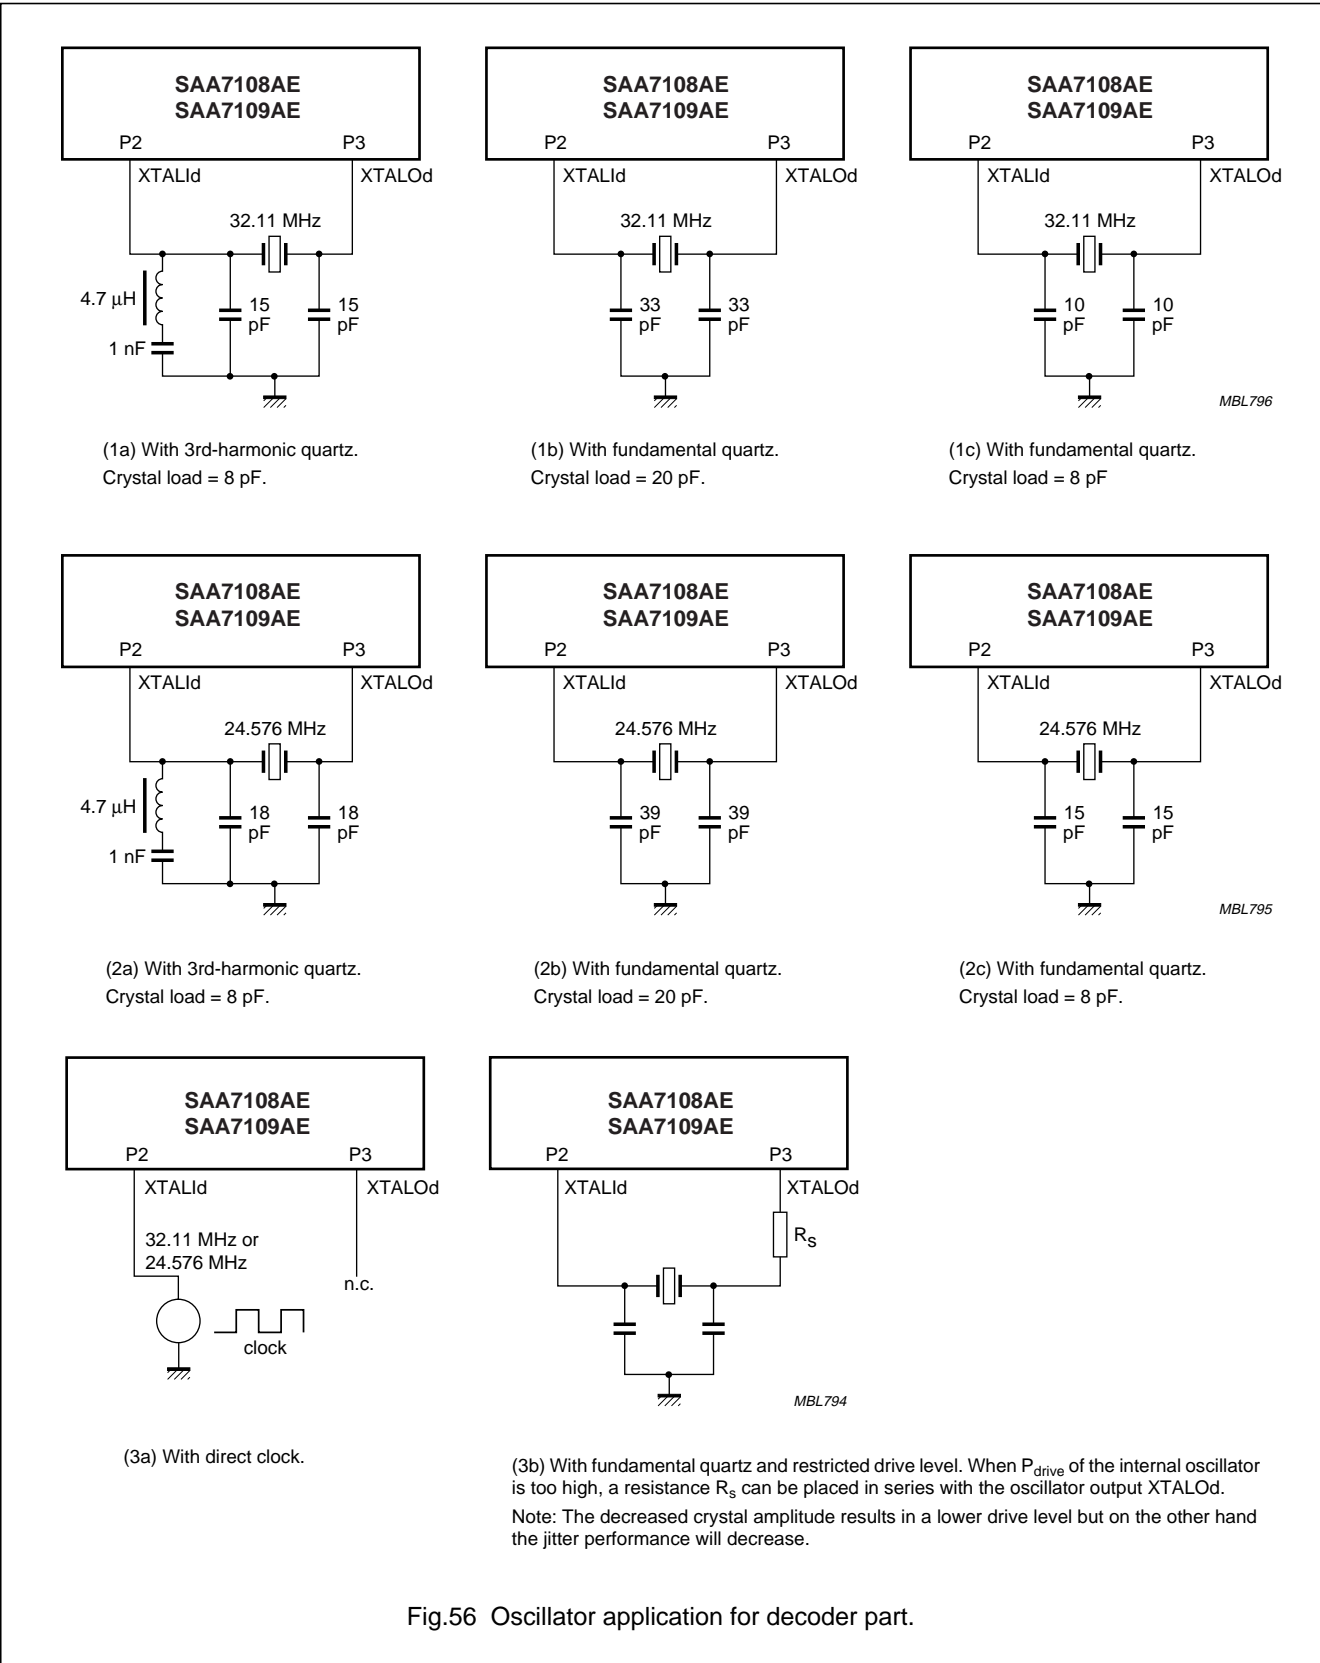 SAA7108AE
SAA7109AE
P2
P3
XTALId
XTALOd
32.11 MHz
4.7 μH
15
pF
15
pF
1 nF
(1a) With 3rd-harmonic quartz.
Crystal load = 8 pF.
SAA7108AE
SAA7109AE
P2
P3
XTALId
XTALOd
32.11 MHz
33
pF
33
pF
(1b) With fundamental quartz.
Crystal load = 20 pF.
SAA7108AE
SAA7109AE
P2
P3
XTALId
XTALOd
32.11 MHz
10
pF
10
pF
MBL796
(1c) With fundamental quartz.
Crystal load = 8 pF
SAA7108AE
SAA7109AE
P2
P3
XTALId
XTALOd
24.576 MHz
4.7 μH
18
pF
18
pF
1 nF
(2a) With 3rd-harmonic quartz.
Crystal load = 8 pF.
SAA7108AE
SAA7109AE
P2
P3
XTALId
XTALOd
24.576 MHz
39
pF
39
pF
(2b) With fundamental quartz.
Crystal load = 20 pF.
SAA7108AE
SAA7109AE
P2
P3
XTALId
XTALOd
24.576 MHz
15
pF
15
pF
MBL795
(2c) With fundamental quartz.
Crystal load = 8 pF.
SAA7108AE
SAA7109AE
P2
P3
XTALId
XTALOd
32.11 MHz or
24.576 MHz
n.c.
clock
(3a) With direct clock.
SAA7108AE
SAA7109AE
P2
P3
XTALId
XTALOd
Rs
MBL794
(3b) With fundamental quartz and restricted drive level. When Pdrive of the internal oscillator
is too high, a resistance Rs can be placed in series with the oscillator output XTALOd.
Note: The decreased crystal amplitude results in a lower drive level but on the other hand
the jitter performance will decrease.
Fig.56 Oscillator application for decoder part.